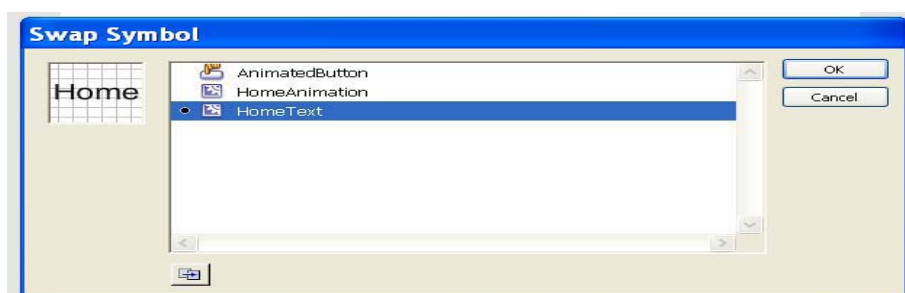 Swap Symbol
Home
AnimatedButton
HomeAnimation
HomeText
OK
Cancel